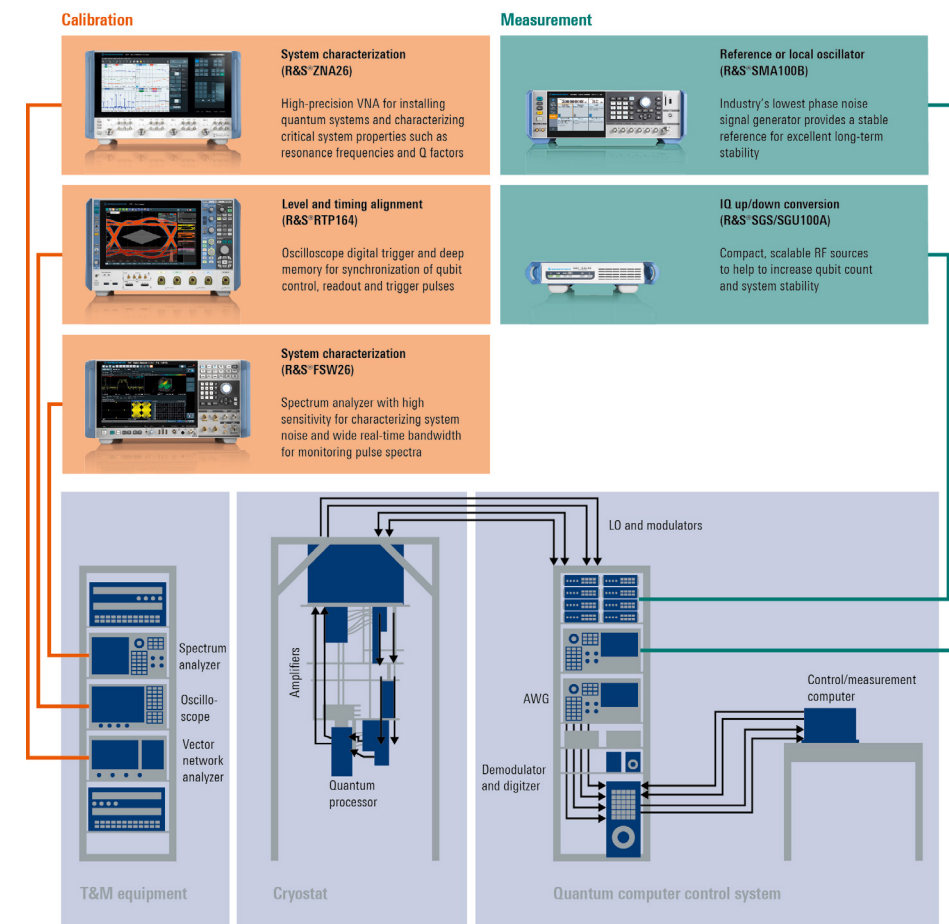 Calibration
System characterization
(R&S®ZNA26)
High-precision VNA for installing
quantum systems and characterizing
critical system properties such as
resonance frequencies and Q factors
Level and timing alignment
(R&S®RTP164)
Oscilloscope digital trigger and deep
memory for synchronization of qubit
control, readout and trigger pulses
System characterization
(R&S®FSW26)
Spectrum analyzer with high
sensitivity for characterizing system
noise and wide real-time bandwidth
for monitoring pulse spectra
Measurement
Reference or local oscillator
(R&S®SMA100B)
Industry's lowest phase noise
signal generator provides a stable
reference for excellent long-term
stability
IQ up/down conversion
(R&S®SGS/SGU100A)
Compact, scalable RF sources
to help to increase qubit count
and system stability
Spectrum
analyzer
Oscillo-
scope
Vector
network
analyzer
T&M equipment
Amplifiers
Quantum
processor
Cryostat
LO and modulators
AWG
Demodulator
and digitzer
Control/measurement
computer
Quantum computer control system